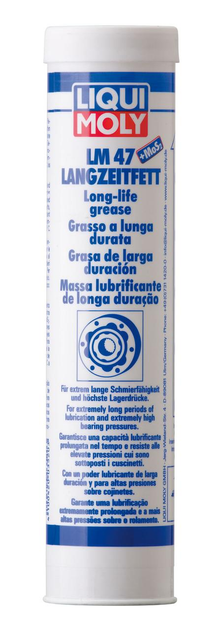 LIQUI
MOLY
LM 47 +MoS₂
LANGZEITFETT
Long-life
grease
Grasso a lunga
durata
Grasa de larga
duración
Massa lubrificante
de longa duração
Für extrem lange Schmierfähigkeit
und höchste Lagerdrücke.
For extremely long periods of
lubrication and extremely high
bearing pressures.
Garantisce una capacità lubrificante
prolungata nel tempo e resiste alle
elevate pressioni cui sono
sottoposti i cuscinetti.
Con un poder lubricante de larga
duración y para altas presiones
sobre cojinetes.
Garante uma lubrificação
extremamente prolongada e a mais
altas pressões sobre o rolamento.